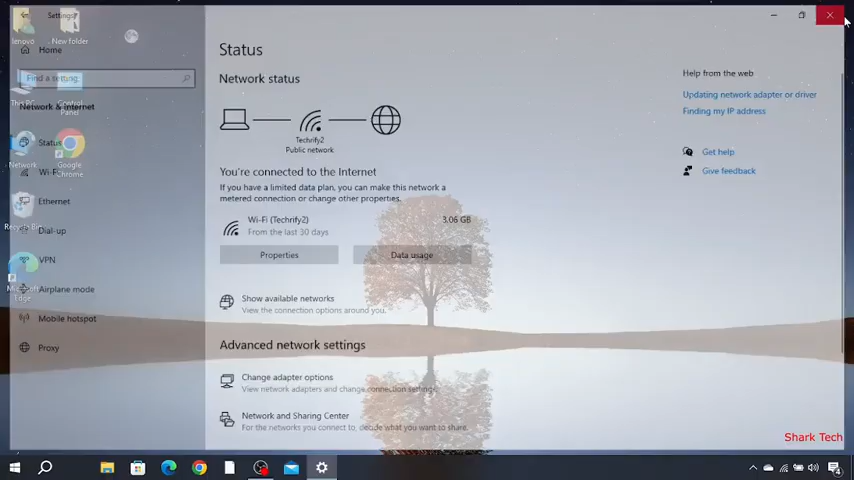 Settings
lenovo
New folder
Home
Find a setting
This PC
Control Panel
Network & Internet
Status
Network
Google Chrome
Wi-Fi
Ethernet
Dial-up
VPN
Microsoft Edge
Airplane mode
Mobile hotspot
Proxy
Status
Network status
Techrify2
Public network
You're connected to the Internet
If you have a limited data plan, you can make this network a
metered connection or change other properties.
Wi-Fi (Techrify2)
From the last 30 days
3.06 GB
Properties
Data usage
Show available networks
View the connection options around you.
Advanced network settings
Change adapter options
View network adapters and change connection settings.
Network and Sharing Center
For the networks you connect to, decide what you want to share.
Help from the web
Updating network adapter or driver
Finding my IP address
Get help
Give feedback
Shark Tech
4